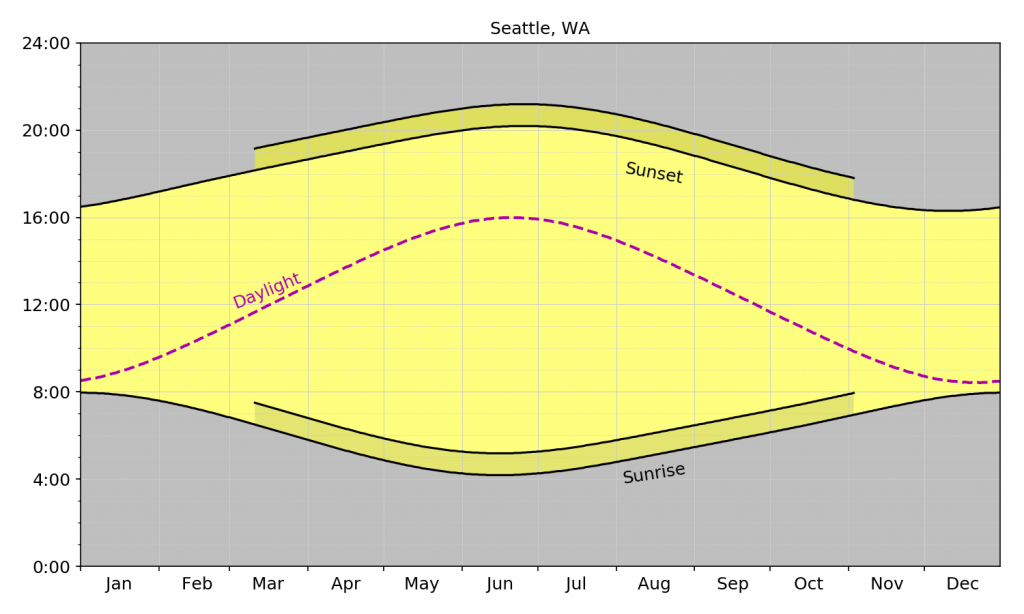 Seattle, WA
24:00
20:00
16:00
12:00
8:00
4:00
0:00
Sunset
Daylight
Sunrise
Jan Feb Mar Apr May Jun Jul Aug Sep Oct Nov Dec